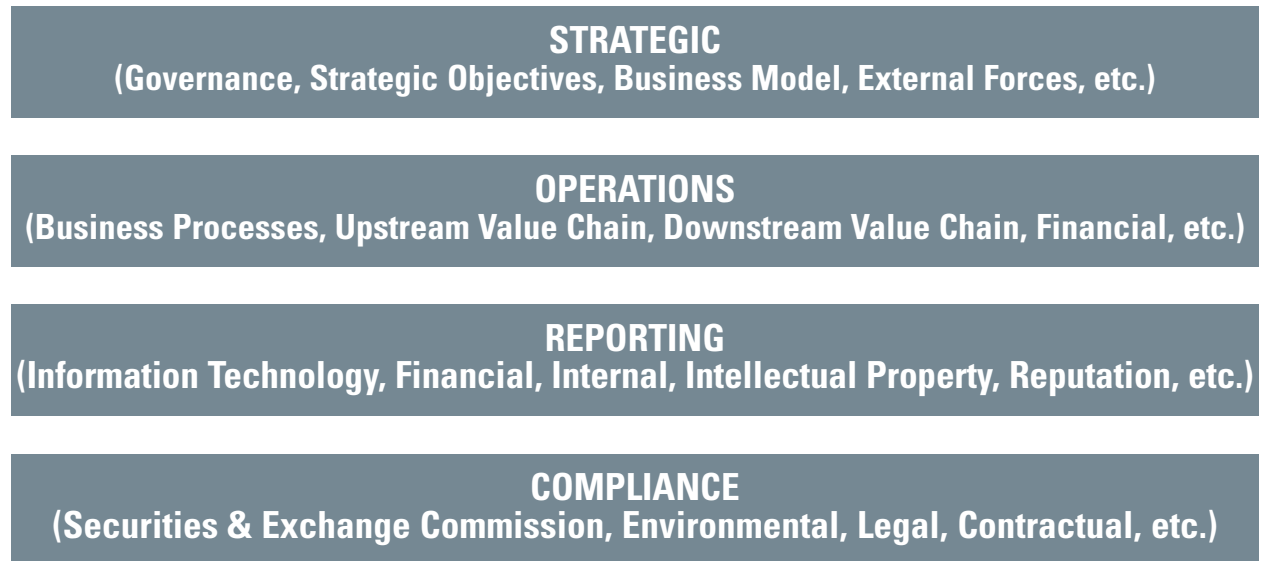 STRATEGIC
(Governance, Strategic Objectives, Business Model, External Forces, etc.)
OPERATIONS
(Business Processes, Upstream Value Chain, Downstream Value Chain, Financial, etc.)
REPORTING
(Information Technology, Financial, Internal, Intellectual Property, Reputation, etc.)
COMPLIANCE
(Securities & Exchange Commission, Environmental, Legal, Contractual, etc.)